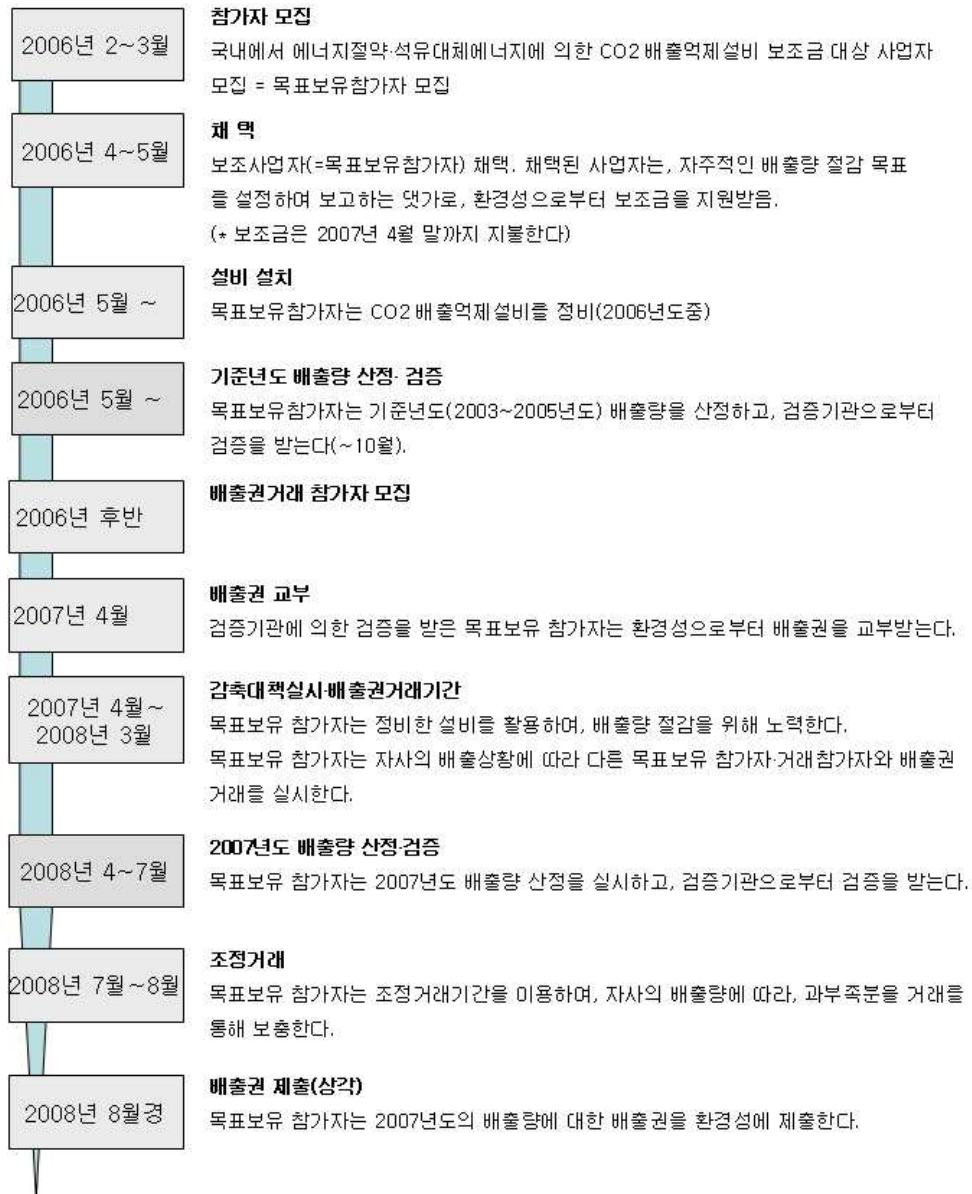 2006년 2~3월
참가자 모집
국내에서 에너지절약·석유대체에너지에 의한 CO2 배출억제설비 보조금 대상 사업자
모집 = 목표보유참가자 모집
2006년 4~5월
채 택
보조사업자(=목표보유참가자) 채택. 채택된 사업자는, 자주적인 배출량 절감 목표
를 설정하여 보고하는 댓가로, 환경성으로부터 보조금을 지원받음.
(* 보조금은 2007년 4월 말까지 지불한다)
2006년 5월 ~
설비 설치
목표보유참가자는 CO2 배출억제설비를 정비(2006년도중)
2006년 5월 ~
기준년도 배출량 산정· 검증
목표보유참가자는 기준년도(2003~2005년도) 배출량을 산정하고, 검증기관으로부터
검증을 받는다(~10월).
2006년 후반
배출권거래 참가자 모집
2007년 4월
배출권 교부
검증기관에 의한 검증을 받은 목표보유 참가자는 환경성으로부터 배출권을 교부받는다.
2007년 4월~
2008년 3월
감축대책실시·배출권거래기간
목표보유 참가자는 정비한 설비를 활용하여, 배출량 절감을 위해 노력한다.
목표보유 참가자는 자사의 배출상황에 따라 다른 목표보유 참가자·거래참가자와 배출권
거래를 실시한다.
2008년 4~7월
2007년도 배출량 산정·검증
목표보유 참가자는 2007년도 배출량 산정을 실시하고, 검증기관으로부터 검증을 받는다.
2008년 7월~8월
조정거래
목표보유 참가자는 조정거래기간을 이용하여, 자사의 배출량에 따라, 과부족분을 거래를
통해 보충한다.
2008년 8월경
배출권 제출(상각)
목표보유 참가자는 2007년도의 배출량에 대한 배출권을 환경성에 제출한다.